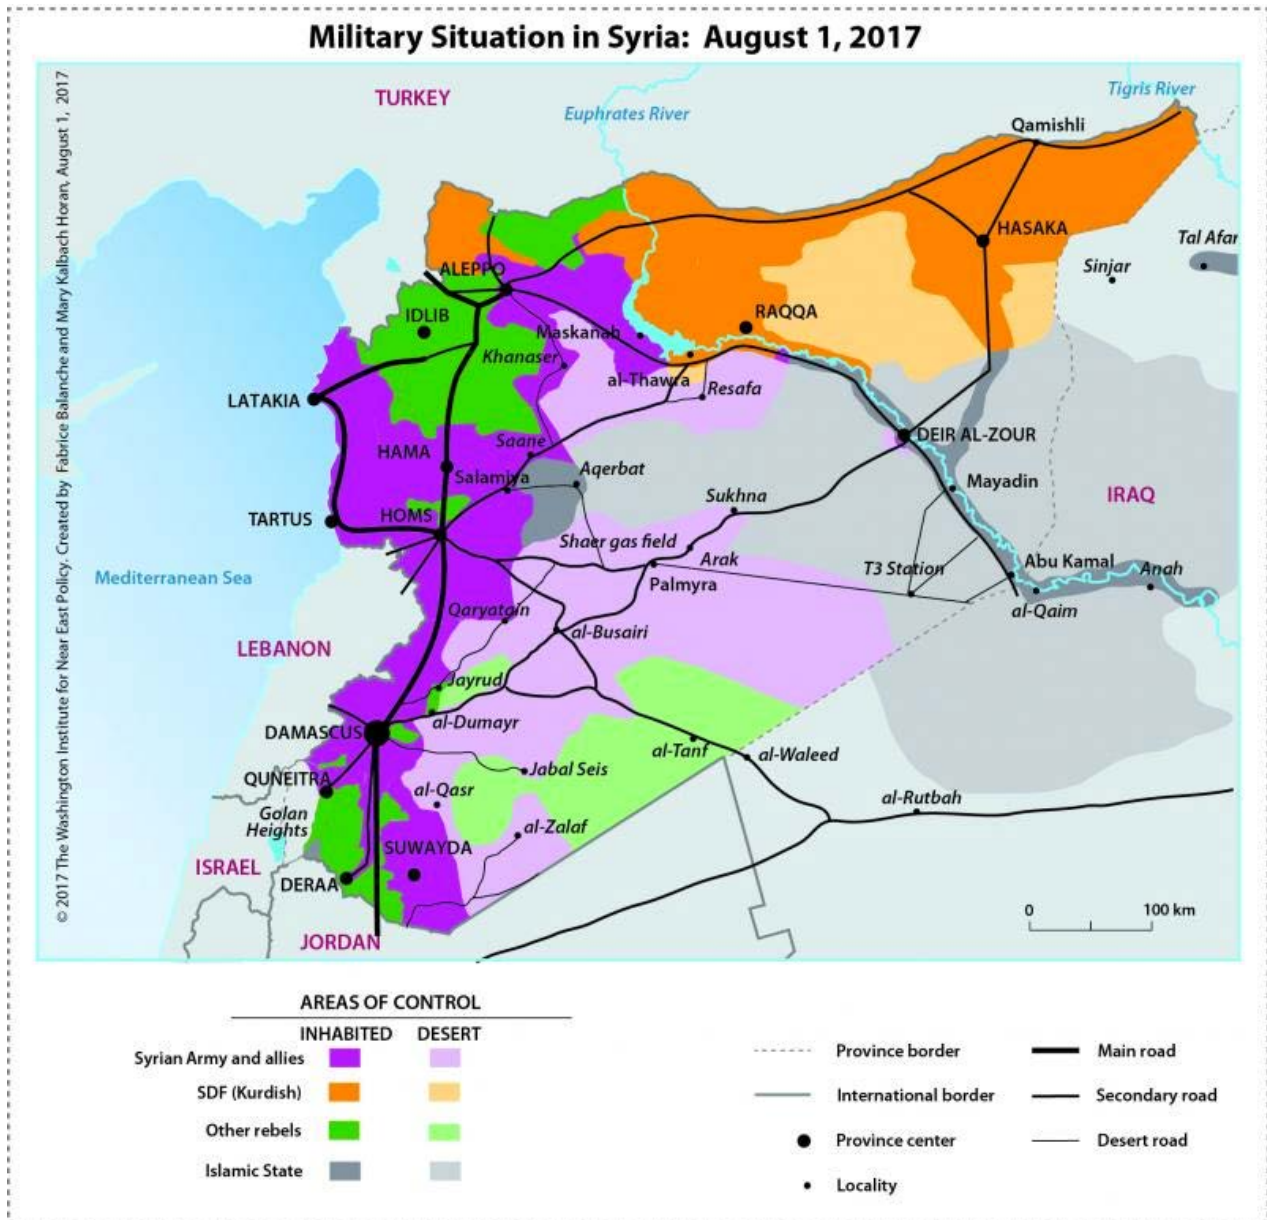 Military Situation in Syria: August 1, 2017
© 2017 The Washington Institute for Near East Policy. Created by Fabrice Balanche and Mary Kalbach Horan, August 1, 2017
TURKEY
Euphrates River
Tigris River
Qamishli
HASAKA
Tal Afar
Sinjar
ALEPPO
IDLIB
RAQQA
Maskanah
Khanaser
al-Thawra
Resafa
LATAKIA
DEIR AL-ZOUR
HAMA
Saane
Salamiya
Aqerbat
Mayadin
Sukhna
IRAQ
TARTUS
HOMS
Shaer gas field
Arak
T3 Station
Abu Kamal
Anah
Mediterranean Sea
Palmyra
al-Qaim
Qaryatain
al-Busairi
LEBANON
Jayrud
al-Dumayr
DAMASCUS
al-Tanf
al-Waleed
Jabal Seis
QUNEITRA
al-Qasr
al-Rutbah
Golan
Heights
al-Zalaf
SUWAYDA
ISRAEL
DERAA
JORDAN
0 100 km
AREAS OF CONTROL
INHABITED DESERT
Syrian Army and allies
SDF (Kurdish)
Other rebels
Islamic State
Province border
International border
Province center
Locality
Main road
Secondary road
Desert road